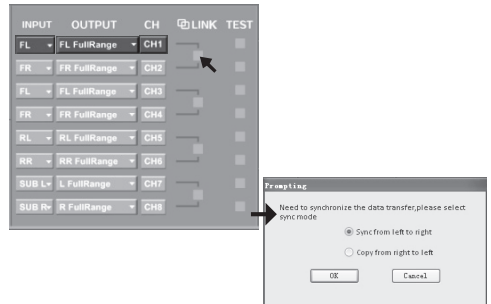 INPUT OUTPUT CH LINK TEST
FL FL FullRange CH1
FR FR FullRange CH2
FL FL FullRange CH3
FR FR FullRange CH4
RL RL FullRange CH5
RR RR FullRange CH6
SUB L L FullRange CH7
SUB R R FullRange CH8
Prompting
Need to synchronize the data transfer,please select
sync mode
Sync from left to right
Copy from right to left
OK Cancel